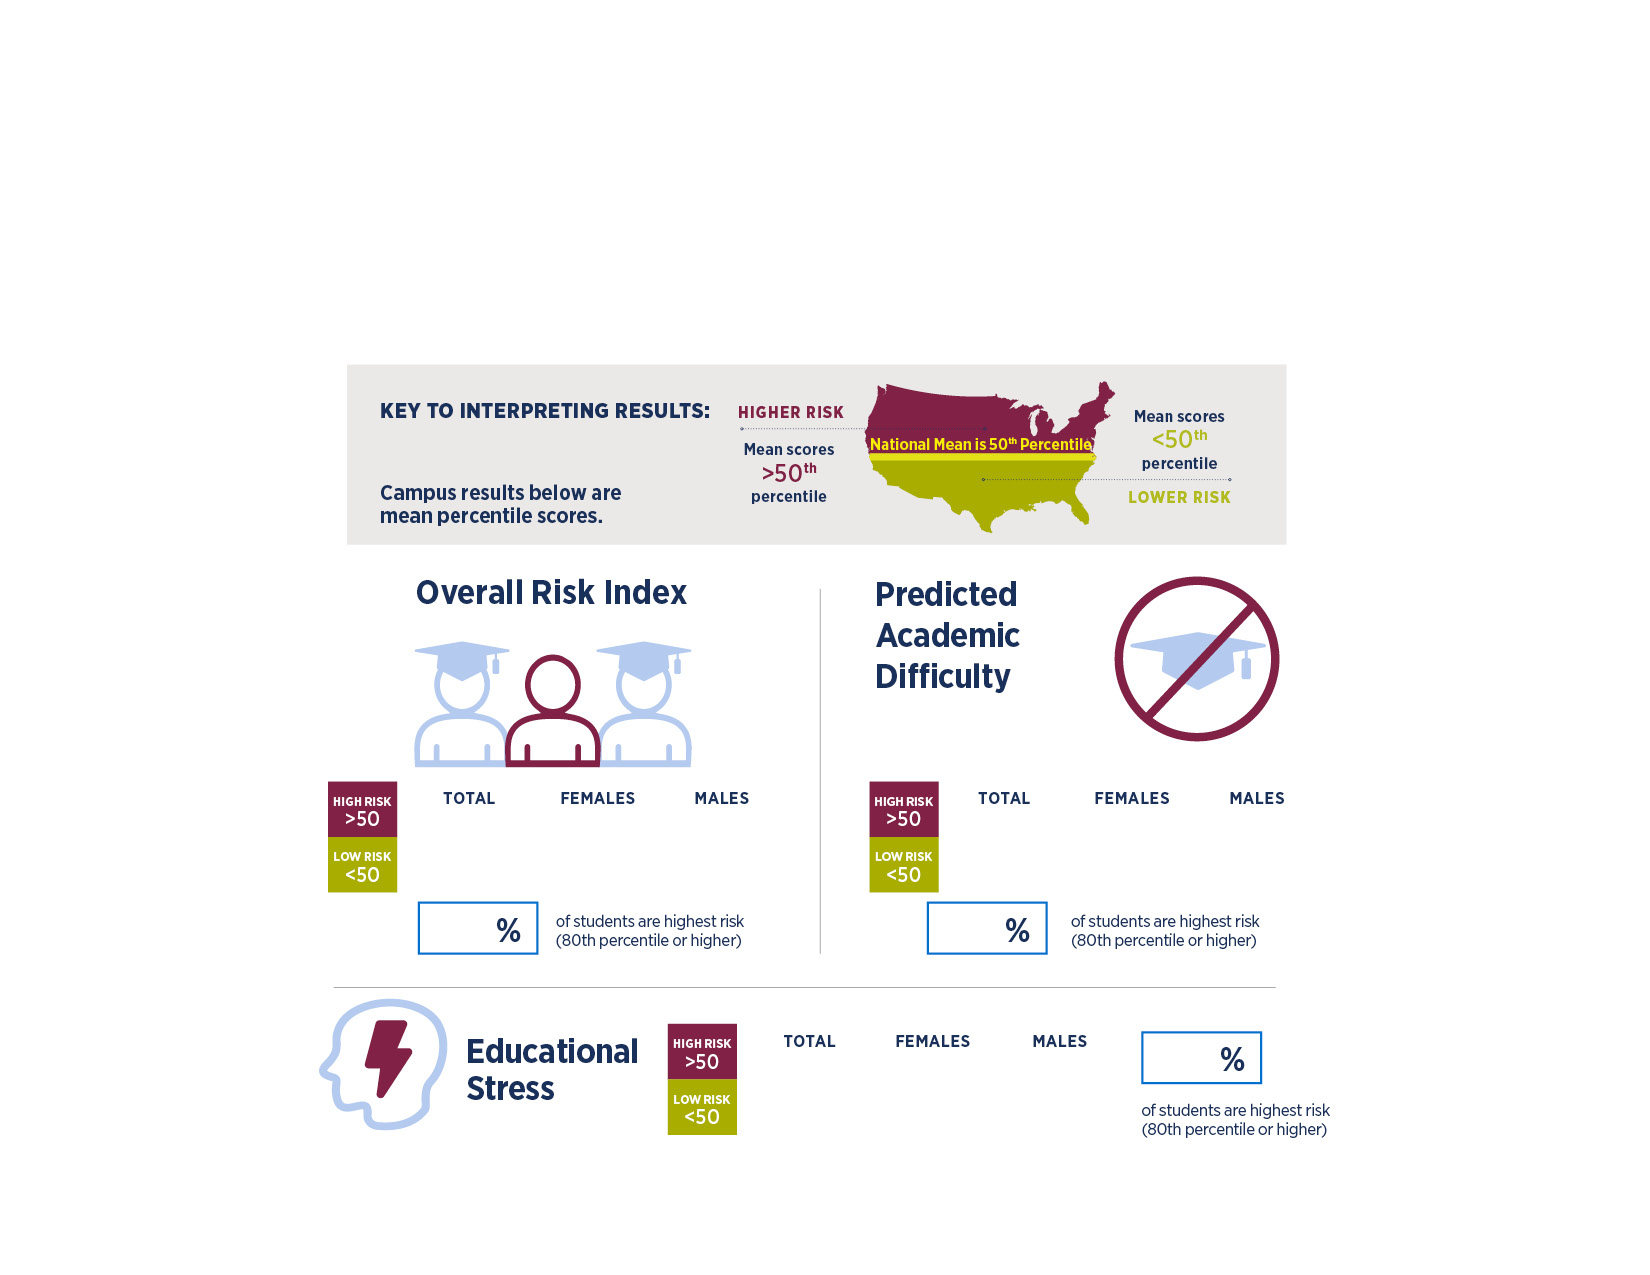 KEY TO INTERPRETING RESULTS:
Campus results below are
mean percentile scores.
HIGHER RISK
Mean scores
>50th
percentile
National Mean is 50th Percentile
Mean scores
<50th
percentile
LOWER RISK
Overall Risk Index
HIGH RISK
>50
LOW RISK
<50
TOTAL FEMALES MALES
%
of students are highest risk
(80th percentile or higher)
Predicted
Academic
Difficulty
HIGH RISK
>50
LOW RISK
<50
TOTAL FEMALES MALES
%
of students are highest risk
(80th percentile or higher)
Educational
Stress
HIGH RISK
>50
LOW RISK
<50
TOTAL FEMALES MALES
%
of students are highest risk
(80th percentile or higher)